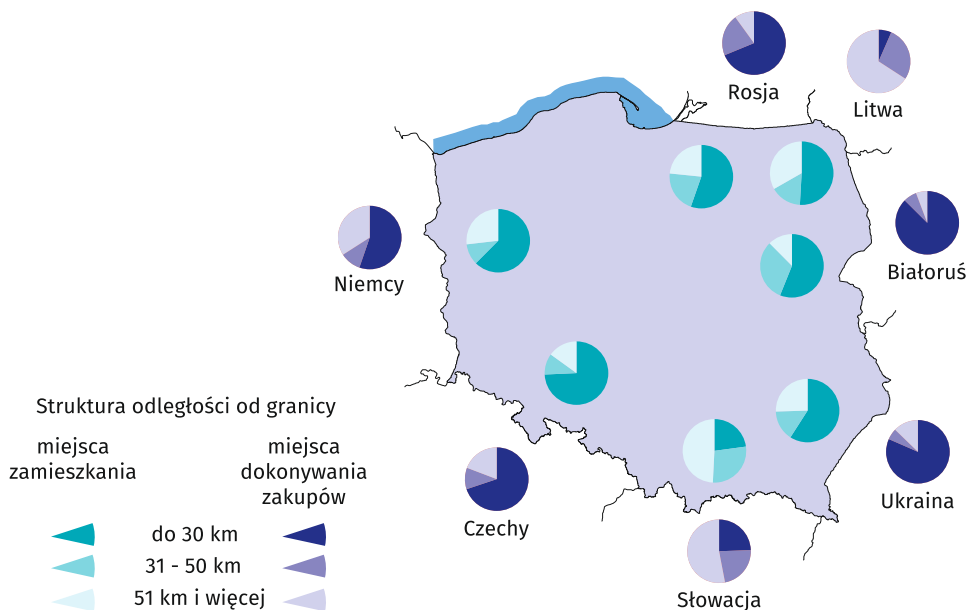 Rosja
Litwa
Białoruś
Niemcy
Ukraina
Czechy
Słowacja
Struktura odległości od granicy
miejsca
zamieszkania
miejsca
dokonywania
zakupów
do 30 km
31 - 50 km
51 km i więcej